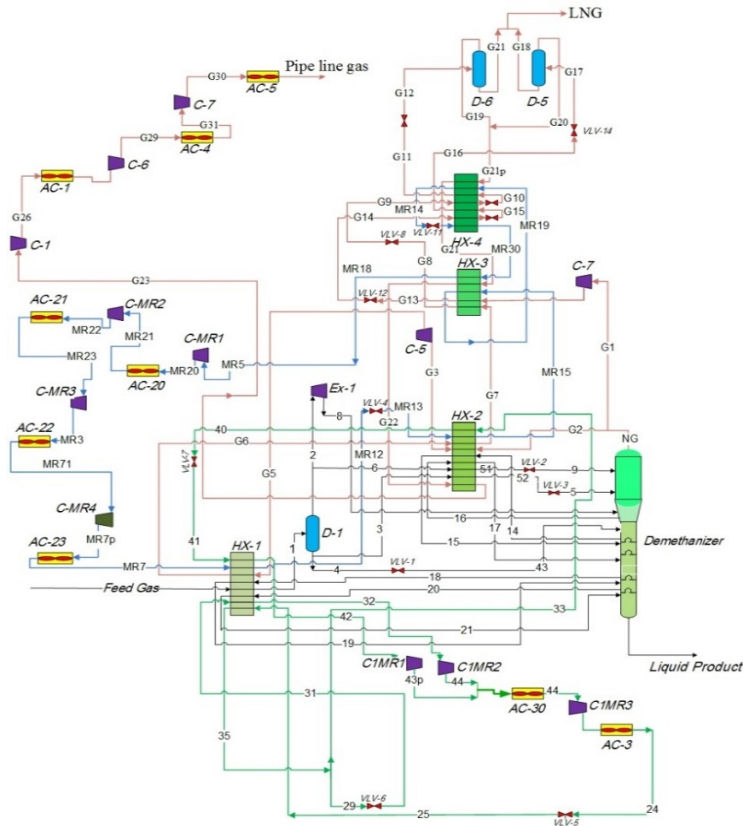 LNG
G21
G18
G17
G30
Pipe line gas
AC-5
G12
D-6
D-5
C-7
G31
G19
G20
G29
AC-4
VLV-14
C-6
G11
G16
AC-1
G21p
G9
G10
G26
G14
MR14
G15
VLV-11
MR19
C-1
VLV-8
G21
HX-4
MR30
G8
G23
MR18
HX-3
C-7
AC-21
C-MR2
VLV-12
G13
MR22
MR21
C-MR1
C-5
G1
MR23
MR20
MR5
G3
MR15
G7
C-MR3
AC-20
Ex-1
VLV-4
HX-2
8
MR13
G2
NG
AC-22
MR3
40
G6
G22
VLV-7
2
MR12
6
51
VLV-2
9
G5
52
VLV-3
5
MR71
3
16
C-MR4
D-1
17
14
MR7p
41
1
15
43
Demethanizer
AC-23
HX-1
MR7
4
VLV-1
18
Feed Gas
20
42
32
33
19
21
Liquid Product
C1MR1
C1MR2
43p
44
44
31
AC-30
C1MR3
35
AC-3
VLV-6
29
25
24
VLV-5